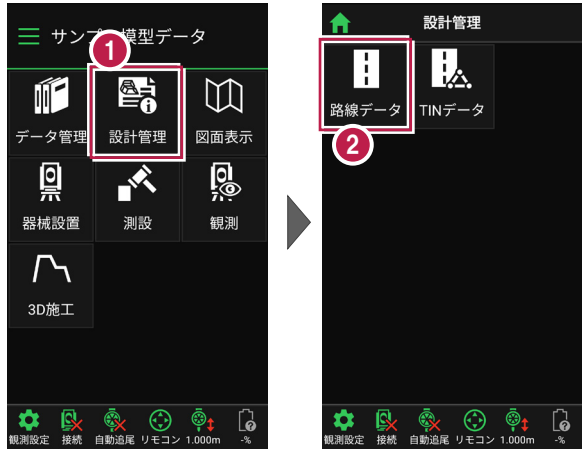 サンプ
模型データ
1
データ管理
設計管理
図面表示
器械設置
測設
観測
3D施工
観測設定
接続
自動追尾
リモコン
1.000m
-%
設計管理
路線データ
TINデータ
2
観測設定
接続
自動追尾
リモコン
1.000m
-%